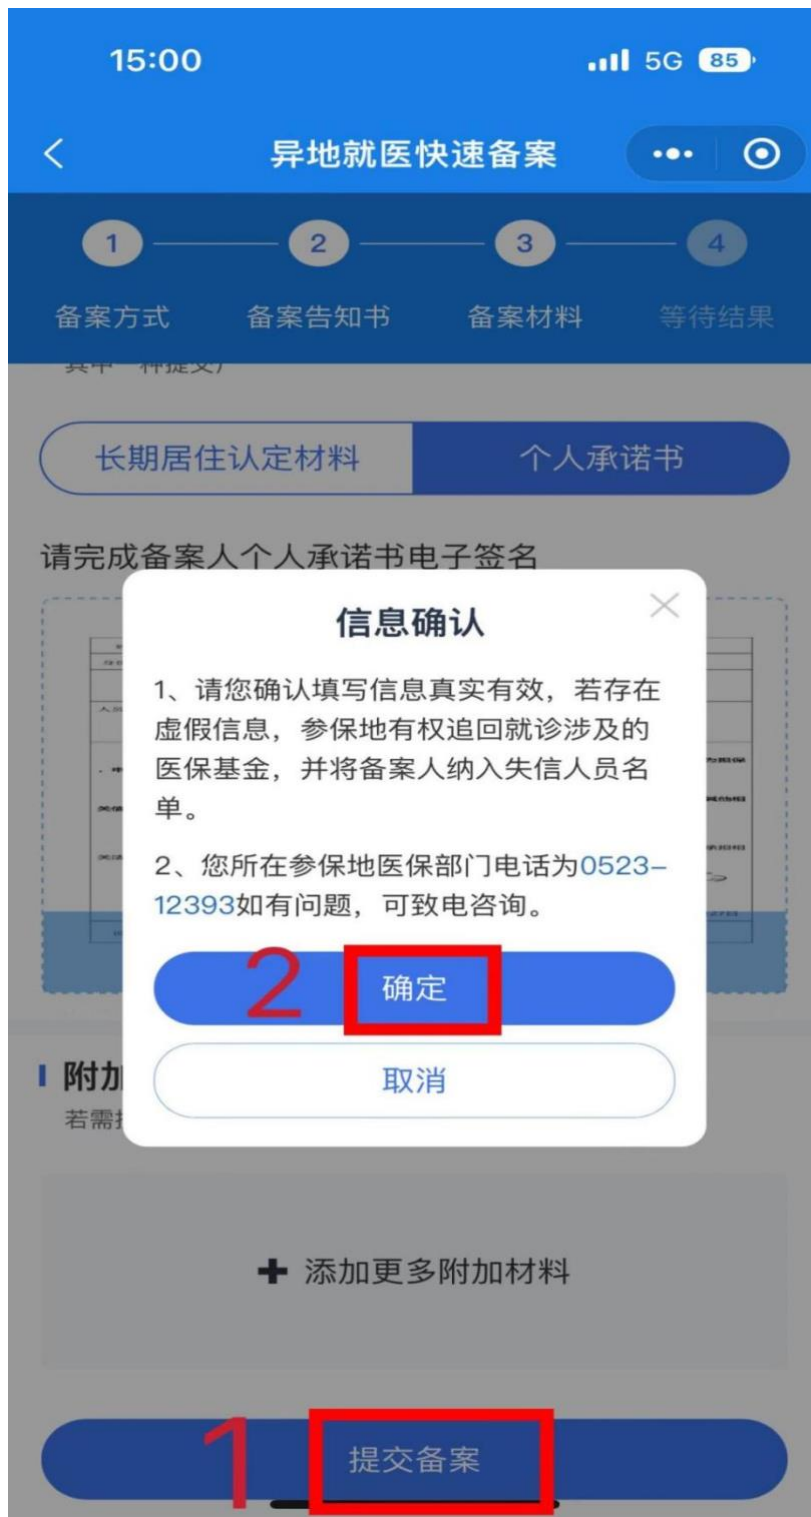 15:00
5G 85
异地就医快速备案
1 2 3 4
备案方式 备案告知书 备案材料 等待结果
其中一种提交）
长期居住认定材料 个人承诺书
请完成备案人个人承诺书电子签名
信息确认
1、请您确认填写信息真实有效，若存在
虚假信息，参保地有权追回就诊涉及的
医保基金，并将备案人纳入失信人员名
单。
2、您所在参保地医保部门电话为0523-
12393如有问题，可致电咨询。
2
确定
取消
附加
若需
添加更多附加材料
1
提交备案